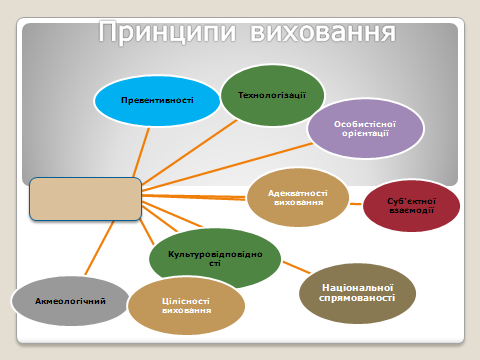 Принципи виховання
Превентивності
Технологізації
Особистісної
орієнтації
Адекватності
виховання
Суб'єктної
взаємодії
Культуровідповідно
сті
Національної
спрямованості
Акмеологічний
Цілісності
виховання